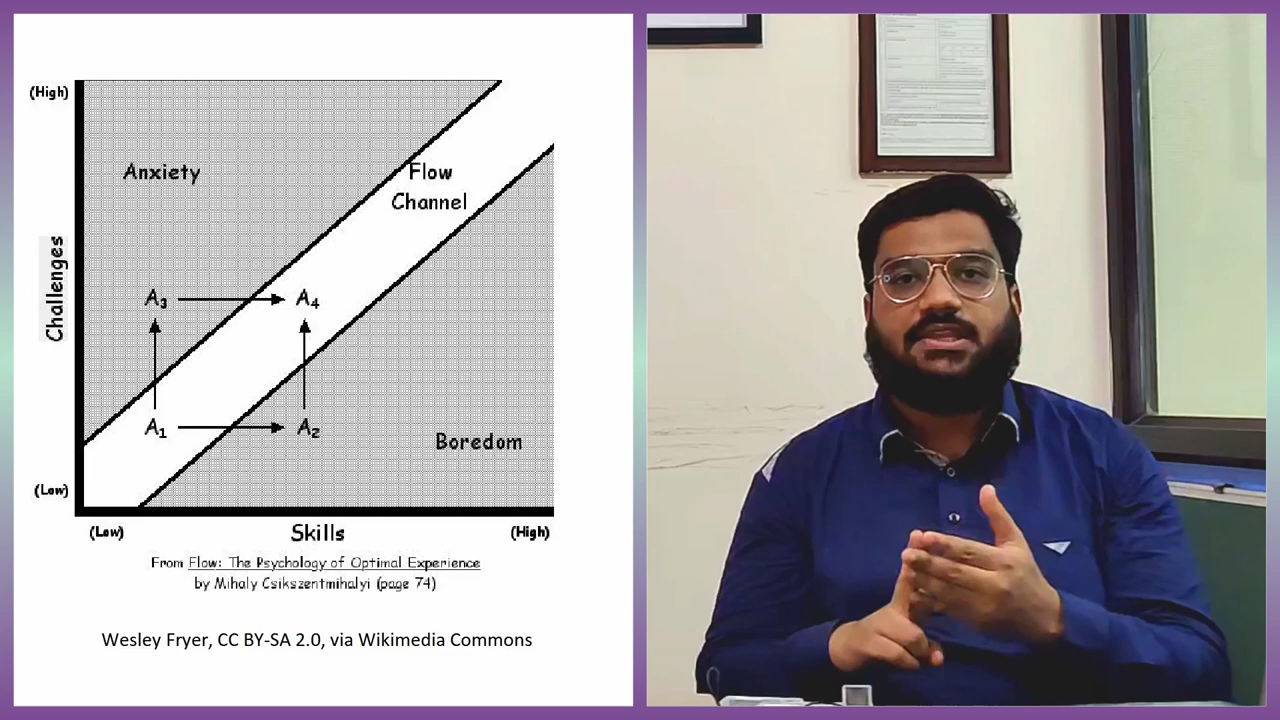 (High)
Anxiety
Flow
Channel
Challenges
A3
A4
A1
A2
Boredom
(Low)
(Low)
Skills
(High)
From Flow: The Psychology of Optimal Experience
by Mihaly Csikszentmihalyi (page 74)
Wesley Fryer, CC BY-SA 2.0, via Wikimedia Commons